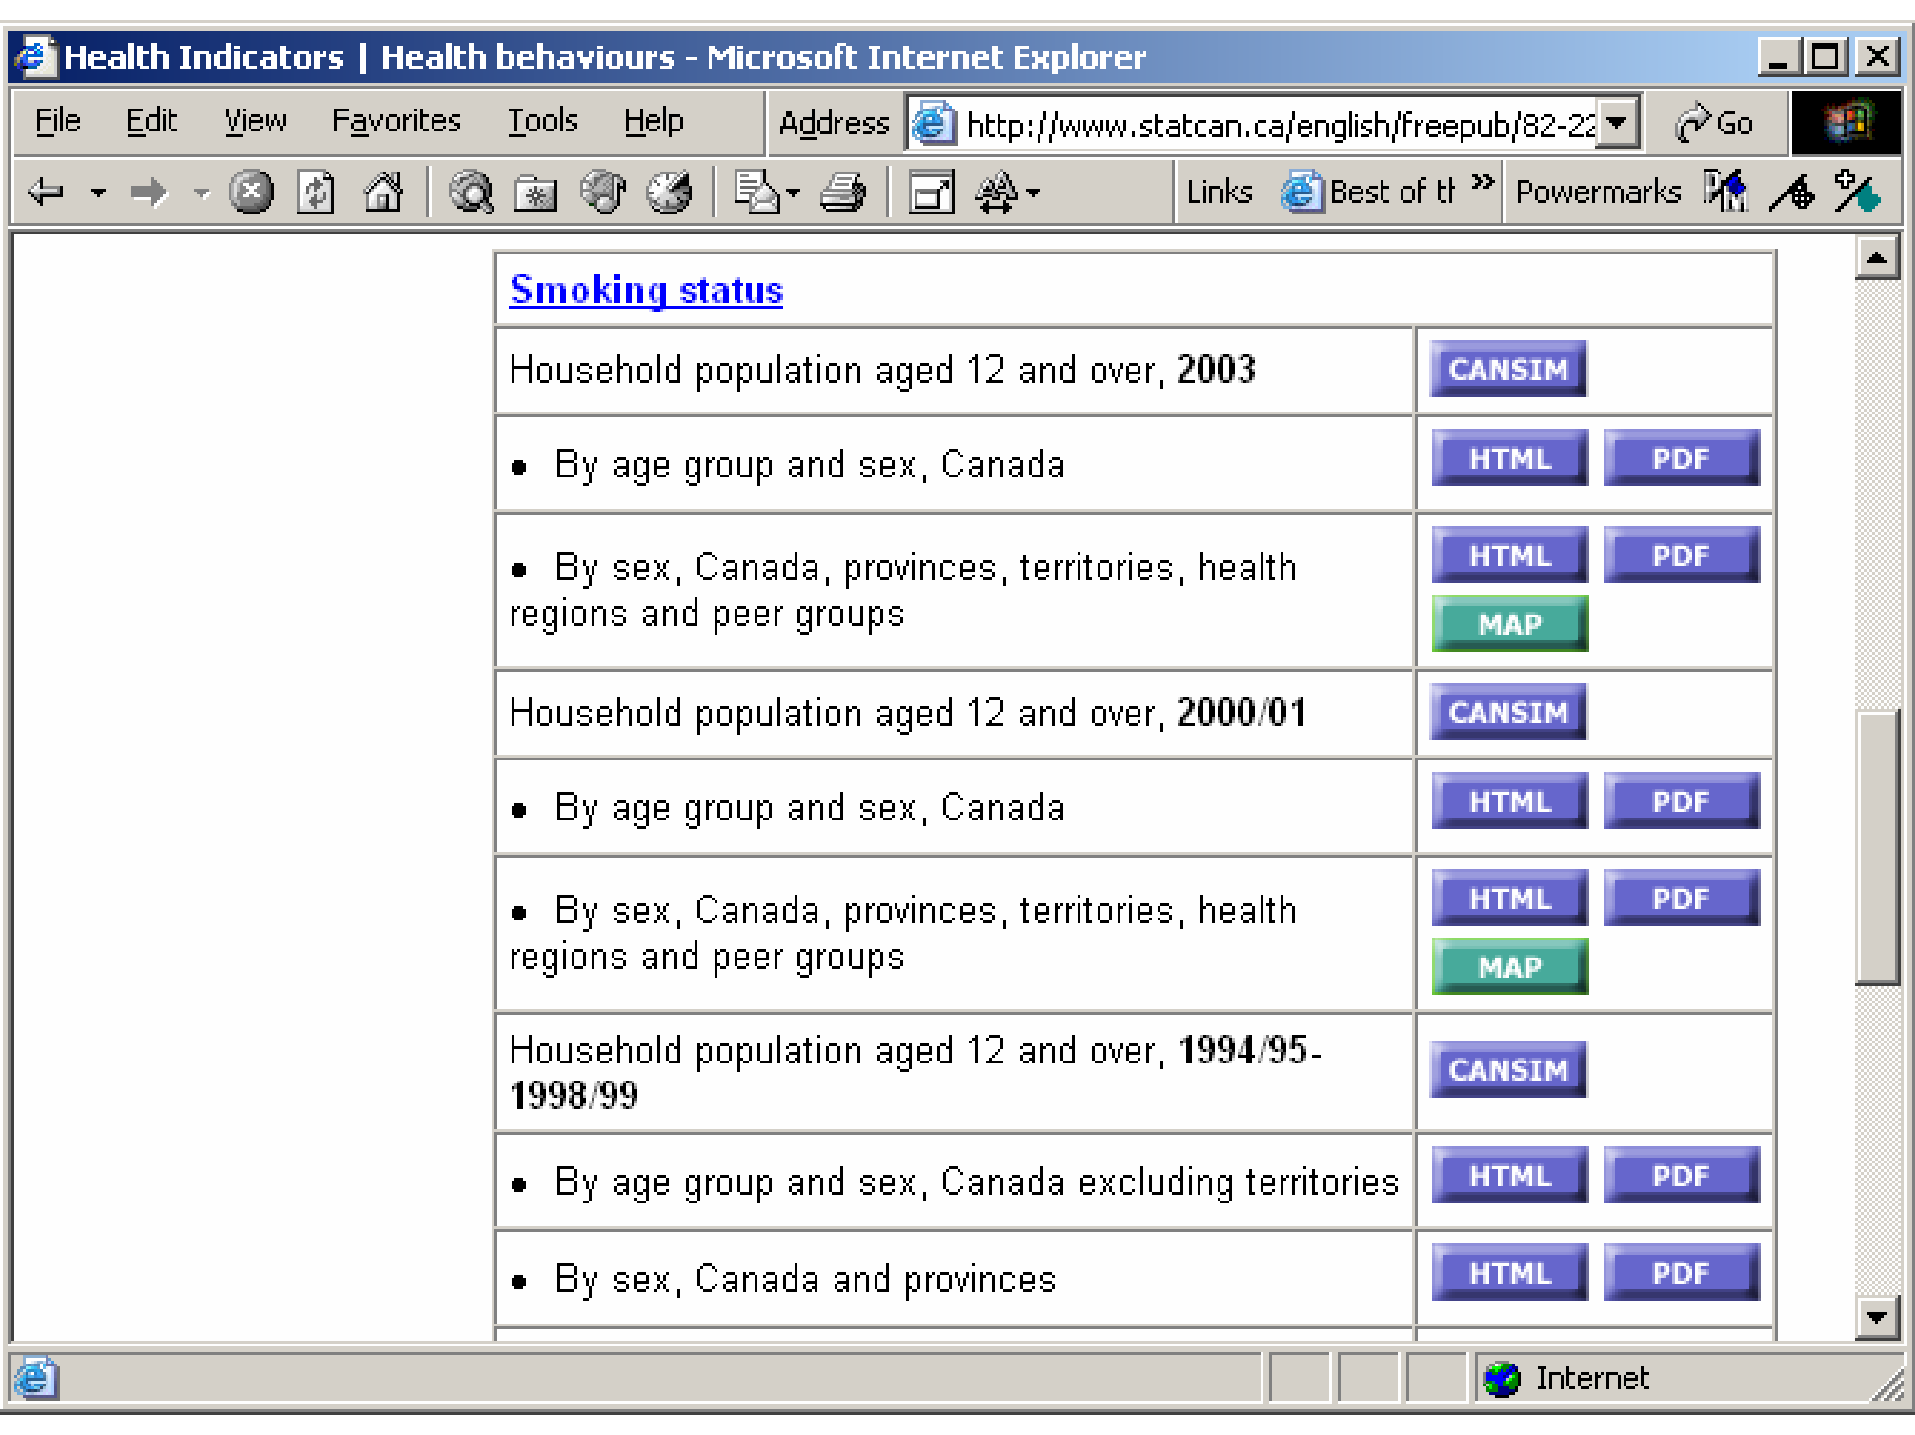 Health Indicators | Health behaviours - Microsoft Internet Explorer
File Edit View Favorites Tools Help Address http://www.statcan.ca/english/freepub/82-22 Go
Links Best of th » Powermarks
Smoking status
Household population aged 12 and over, 2003 CANSIM
• By age group and sex, Canada HTML PDF
• By sex, Canada, provinces, territories, health HTML PDF
regions and peer groups MAP
Household population aged 12 and over, 2000/01 CANSIM
• By age group and sex, Canada HTML PDF
• By sex, Canada, provinces, territories, health HTML PDF
regions and peer groups MAP
Household population aged 12 and over, 1994/95- CANSIM
1998/99
• By age group and sex, Canada excluding territories HTML PDF
• By sex, Canada and provinces HTML PDF
Internet